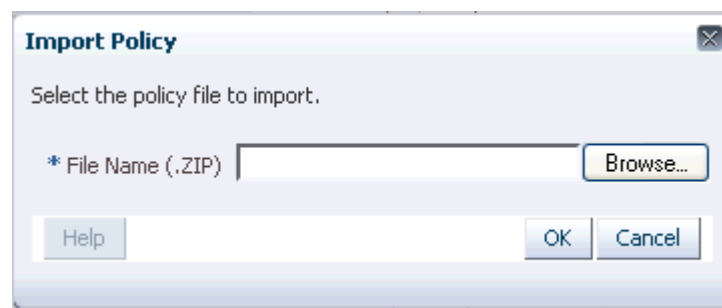 Import Policy
Select the policy file to import.
* File Name (.ZIP) Browse...
Help OK Cancel